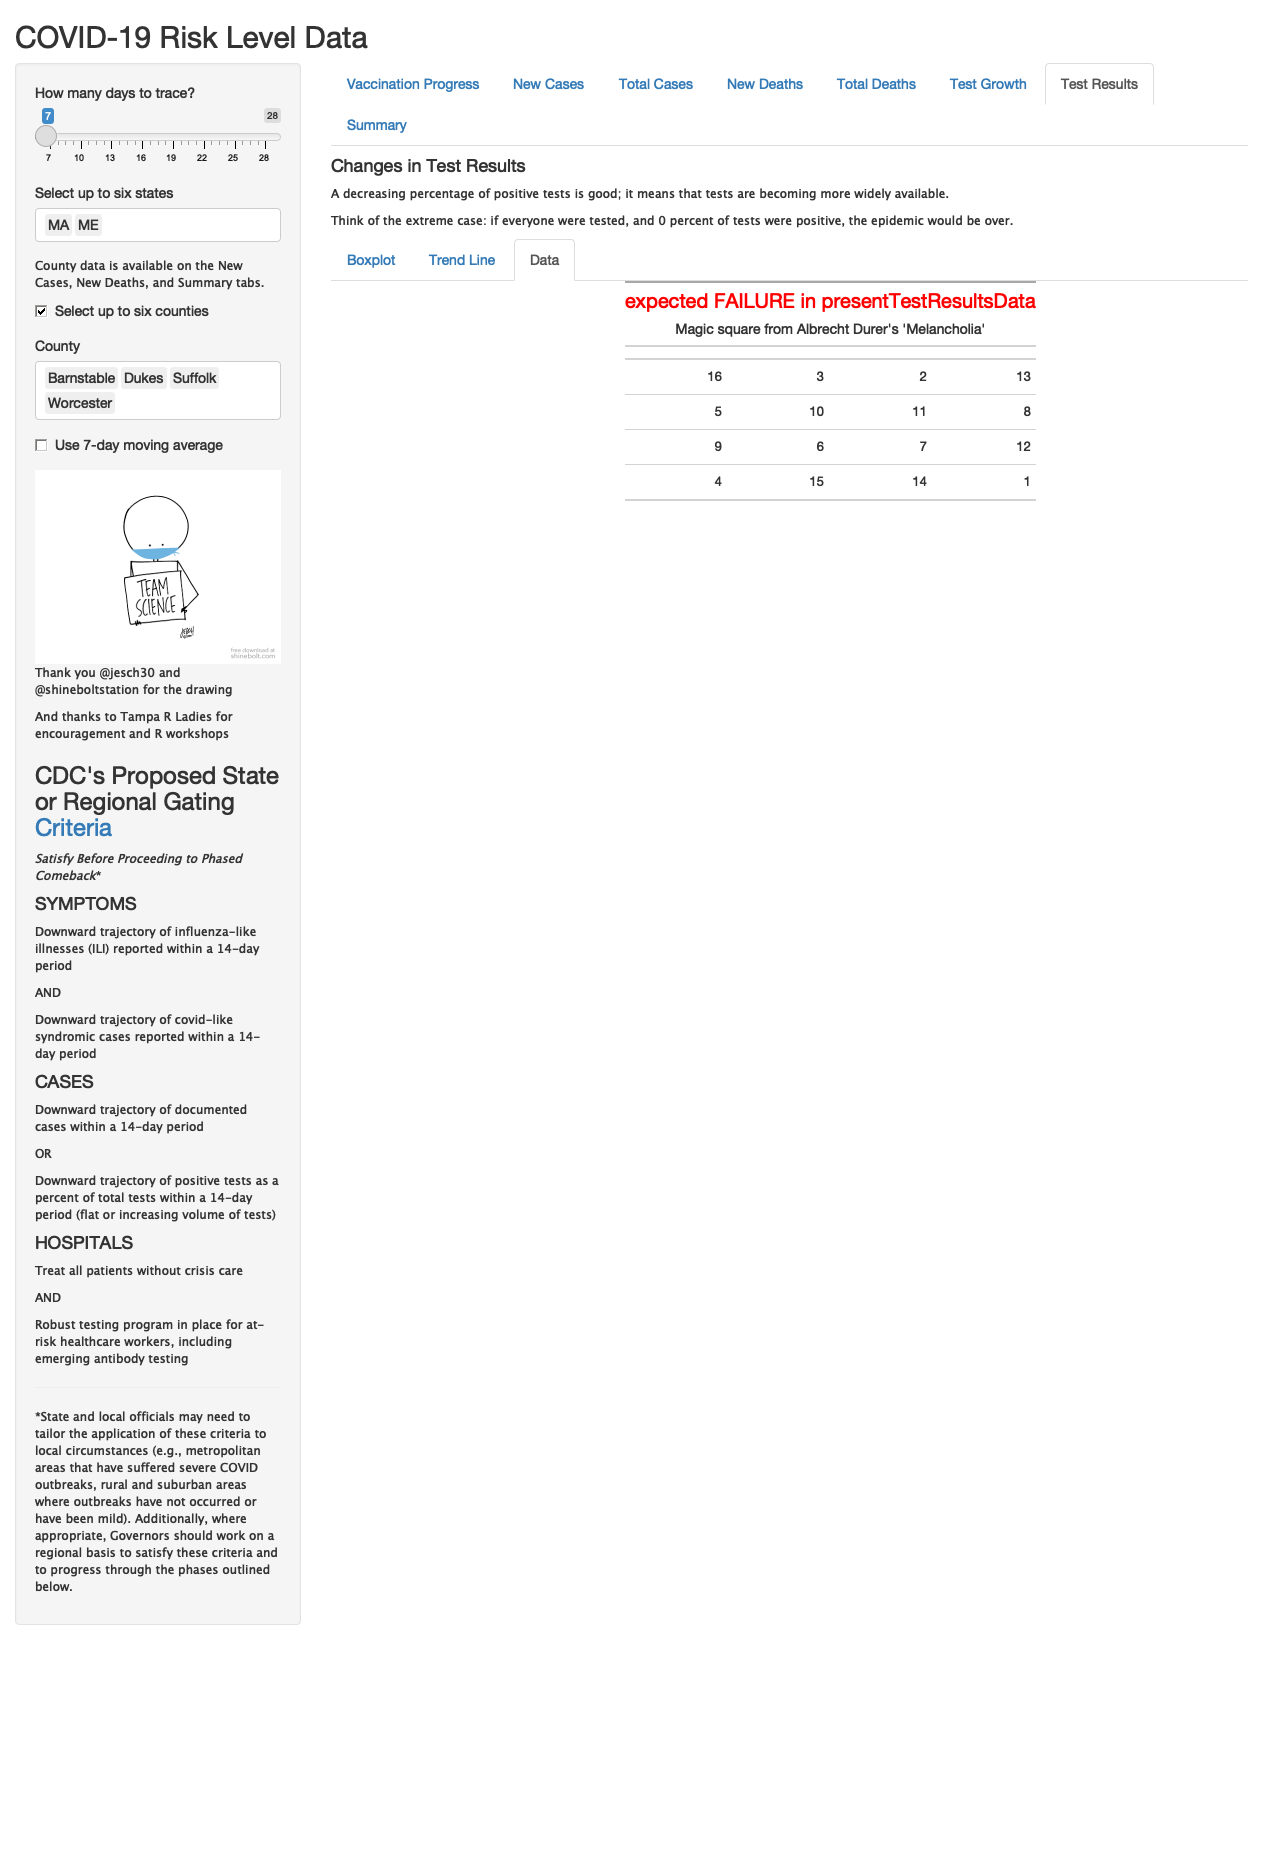 COVID-19 Risk Level Data
How many days to trace?
7 28
7 10 13 16 19 22 25 28
Select up to six states
MA ME
County data is available on the New
Cases, New Deaths, and Summary tabs.
Select up to six counties
County
Barnstable Dukes Suffolk
Worcester
Use 7-day moving average
TEAM
SCIENCE
free download at
shinebolt.com
Thank you @jesch30 and
@shineboltstation for the drawing
And thanks to Tampa R Ladies for
encouragement and R workshops
CDC's Proposed State
or Regional Gating
Criteria
Satisfy Before Proceeding to Phased
Comeback*
SYMPTOMS
Downward trajectory of influenza-like
illnesses (ILI) reported within a 14-day
period
AND
Downward trajectory of covid-like
syndromic cases reported within a 14-
day period
CASES
Downward trajectory of documented
cases within a 14-day period
OR
Downward trajectory of positive tests as a
percent of total tests within a 14-day
period (flat or increasing volume of tests)
HOSPITALS
Treat all patients without crisis care
AND
Robust testing program in place for at-
risk healthcare workers, including
emerging antibody testing
*State and local officials may need to
tailor the application of these criteria to
local circumstances (e.g., metropolitan
areas that have suffered severe COVID
outbreaks, rural and suburban areas
where outbreaks have not occurred or
have been mild). Additionally, where
appropriate, Governors should work on a
regional basis to satisfy these criteria and
to progress through the phases outlined
below.
Vaccination Progress New Cases Total Cases New Deaths Total Deaths Test Growth Test Results
Summary
Changes in Test Results
A decreasing percentage of positive tests is good; it means that tests are becoming more widely available.
Think of the extreme case: if everyone were tested, and 0 percent of tests were positive, the epidemic would be over.
Boxplot Trend Line Data
expected FAILURE in presentTestResultsData
Magic square from Albrecht Durer's 'Melancholia'
16 3 2 13
5 10 11 8
9 6 7 12
4 15 14 1